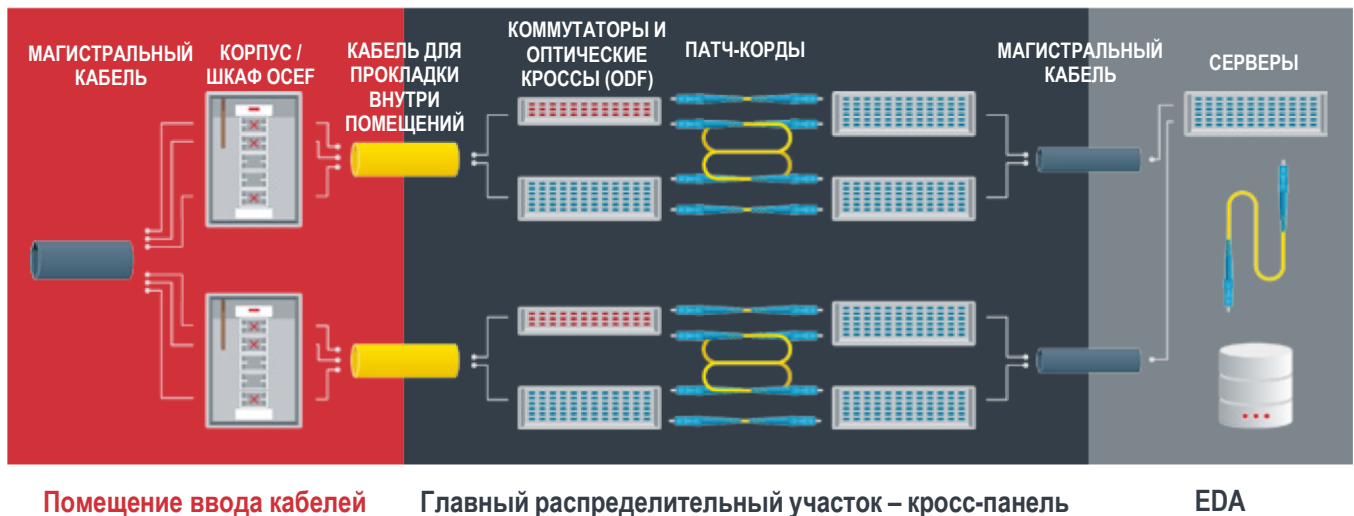 МАГИСТРАЛЬНЫЙ
КАБЕЛЬ
КОРПУС /
ШКАФ OCEF
КАБЕЛЬ ДЛЯ
ПРОКЛАДКИ
ВНУТРИ
ПОМЕЩЕНИЙ
КОММУТАТОРЫ И
ОПТИЧЕСКИЕ
КРОССЫ (ODF)
ПАТЧ-КОРДЫ
МАГИСТРАЛЬНЫЙ
КАБЕЛЬ
СЕРВЕРЫ
Помещение ввода кабелей
Главный распределительный участок – кросс-панель
EDA